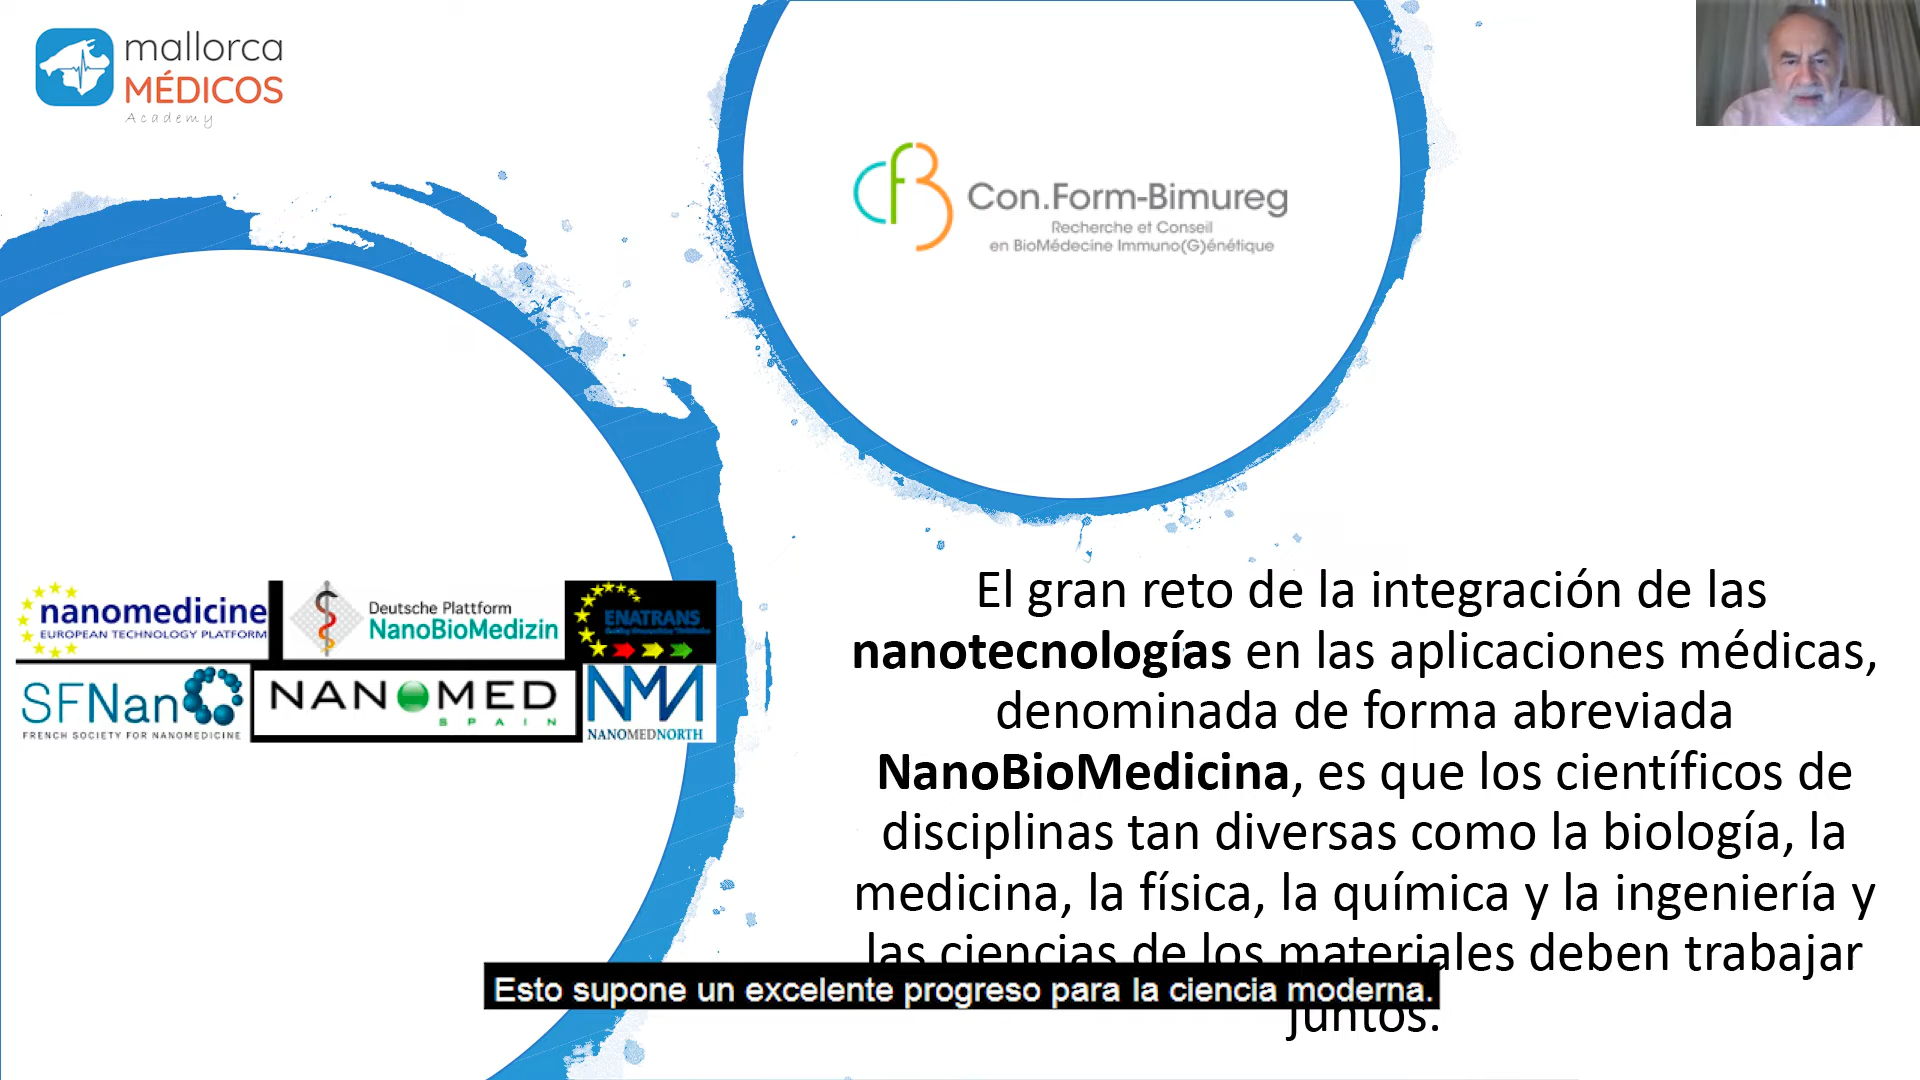 mallorca
MÉDICOS
Academy
Con.Form-Bimureg
Recherche et Conseil
en BioMédecine Immuno(G)énétique
nanomedicine
EUROPEAN TECHNOLOGY PLATFORM
Deutsche Plattform
NanoBioMedizin
ENATRANS
SFNano
FRENCH SOCIETY FOR NANOMEDICINE
NANOMED
SPAIN
NMN
NANOMEDNORTH
El gran reto de la integración de las
nanotecnologías en las aplicaciones médicas,
denominada de forma abreviada
NanoBioMedicina, es que los científicos de
disciplinas tan diversas como la biología, la
medicina, la física, la química y la ingeniería y
las ciencias de los materiales deben trabajar
juntos.
Esto supone un excelente progreso para la ciencia moderna.